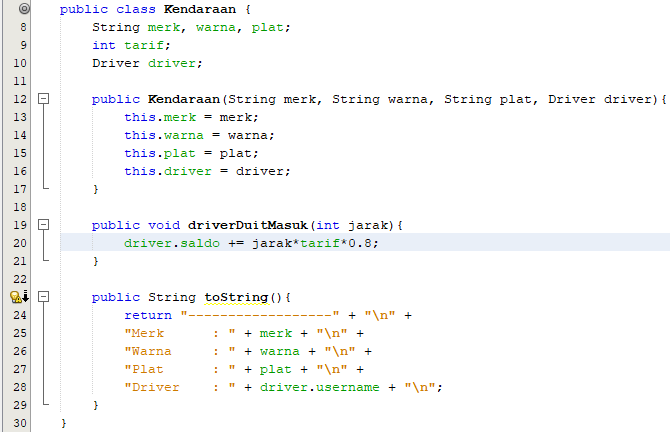 public class Kendaraan {
8 String merk, warna, plat;
9 int tarif;
10 Driver driver;
11
12 public Kendaraan(String merk, String warna, String plat, Driver driver){
13 this.merk = merk;
14 this.warna = warna;
15 this.plat = plat;
16 this.driver = driver;
17 }
18
19 public void driverDuitMasuk(int jarak){
20 driver.saldo += jarak*tarif*0.8;
21 }
22
public String toString(){
24 return "------------------" + "\n" +
25 "Merk      : " + merk + "\n" +
26 "Warna     : " + warna + "\n" +
27 "Plat      : " + plat + "\n" +
28 "Driver    : " + driver.username + "\n";
29 }
30 }